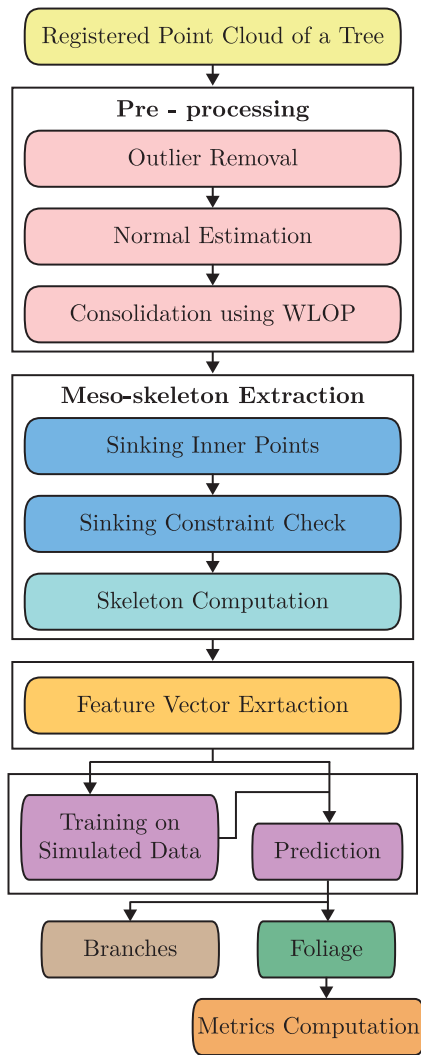 Registered Point Cloud of a Tree
Pre - processing
Outlier Removal
Normal Estimation
Consolidation using WLOP
Meso-skeleton Extraction
Sinking Inner Points
Sinking Constraint Check
Skeleton Computation
Feature Vector Exrtaction
Training on
Simulated Data
Prediction
Branches
Foliage
Metrics Computation